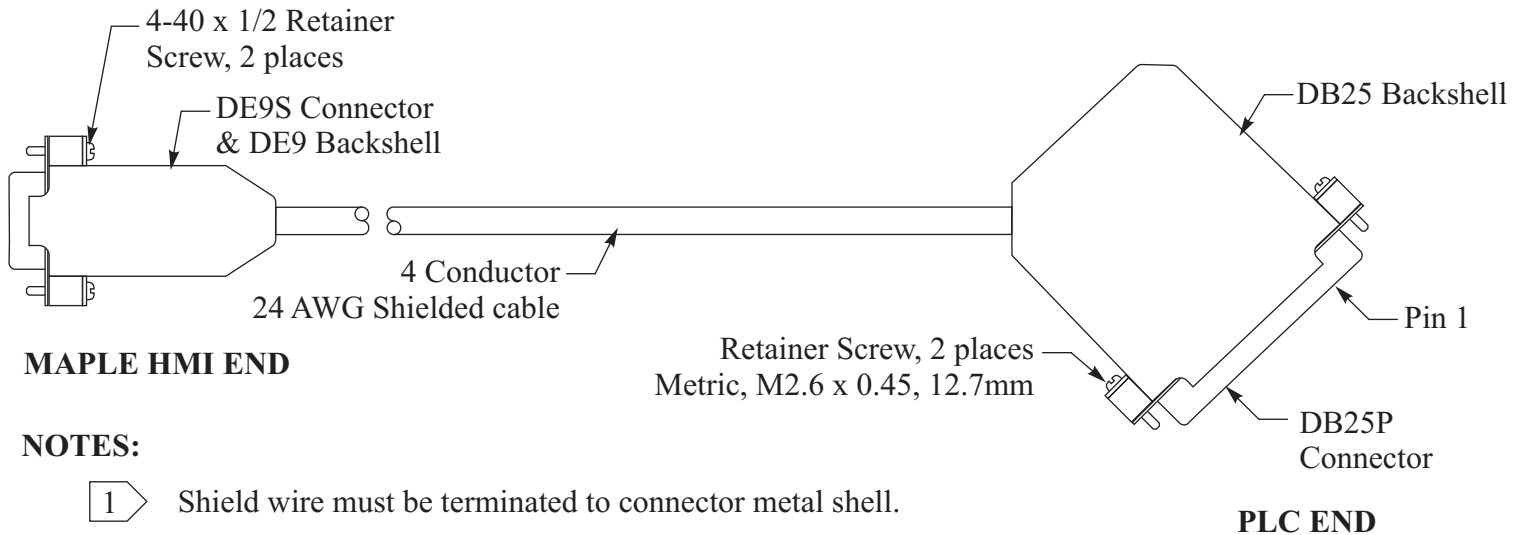 4-40 x 1/2 Retainer
Screw, 2 places
DE9S Connector
& DE9 Backshell
DB25 Backshell
4 Conductor
24 AWG Shielded cable
Pin 1
Retainer Screw, 2 places
Metric, M2.6 x 0.45, 12.7mm
MAPLE HMI END
DB25P
Connector
NOTES:
1 Shield wire must be terminated to connector metal shell.
PLC END